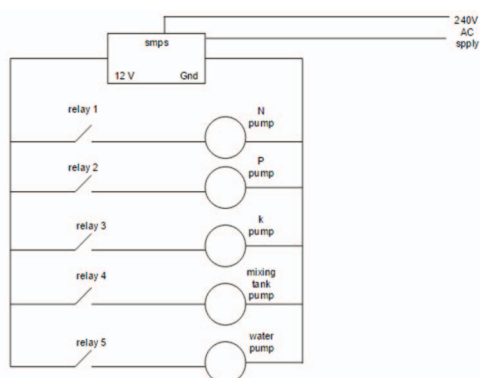 240V
AC
spply
smps
12 V Gnd
relay 1
N
pump
relay 2
P
pump
relay 3
k
pump
relay 4
mixing
tank
pump
relay 5
water
pump